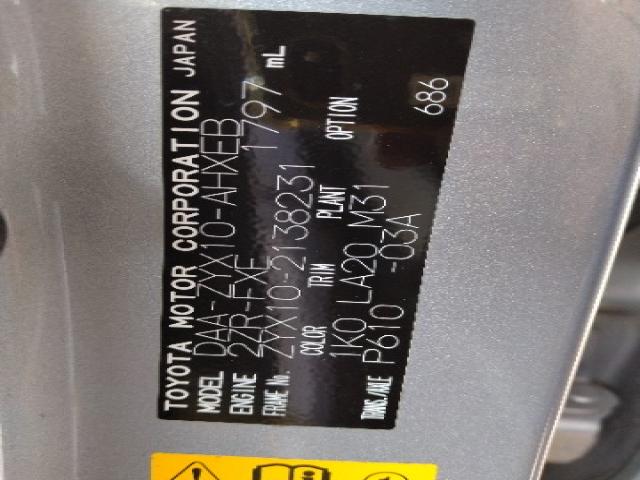 TOYOTA MOTOR CORPORATION JAPAN
MODEL DAA-ZYX10-AHXEB
ENGINE 2ZR-FXE 1797 mL
FRAME No. ZYX10-2138231
COLOR TRIM PLANT OPTION
1K0 LA20 M31
TRANS./AXLE P610 -03A 686